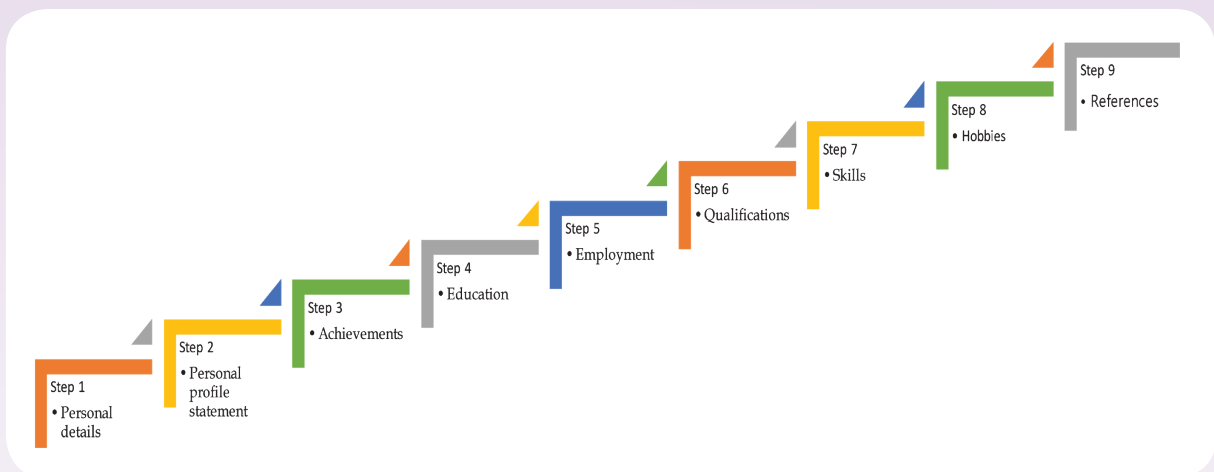 Step 1
• Personal
details
Step 2
• Personal
profile
statement
Step 3
• Achievements
Step 4
• Education
Step 5
• Employment
Step 6
• Qualifications
Step 7
• Skills
Step 8
• Hobbies
Step 9
• References